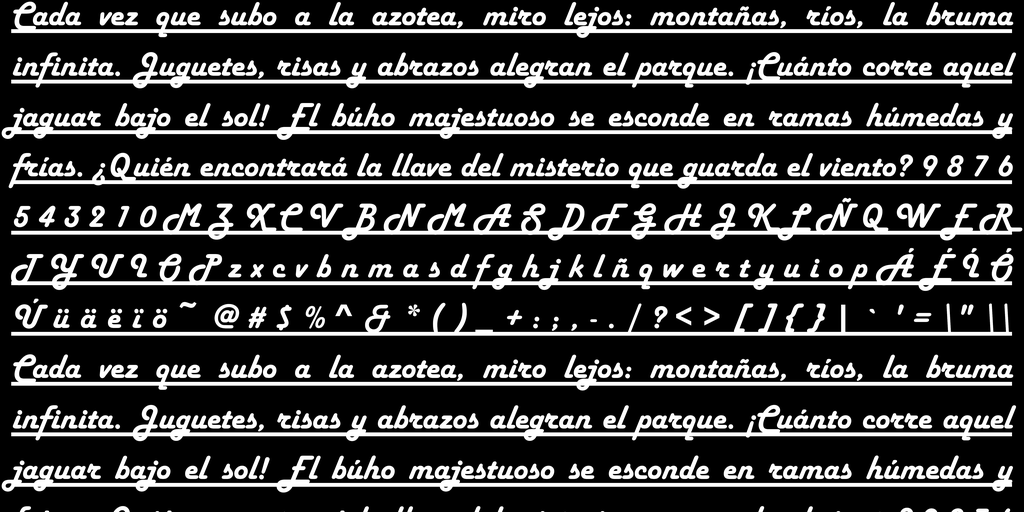 Cada vez que subo a la azotea, miro lejos: montañas, ríos, la bruma
infinita. Juguetes, risas y abrazos alegran el parque. ¡Cuánto corre aquel
jaguar bajo el sol! El búho majestuoso se esconde en ramas húmedas y
frías. ¿Quién encontrará la llave del misterio que guarda el viento? 9 8 7 6
5 4 3 2 1 0 M Z X C V B N M A S D F G H J K L Ñ Q W E R
T Y U I O P z x c v b n m a s d f g h j k l ñ q w e r t y u i o p Á É Í Ó
Ú ü ä ë ï ö ~ @ # $ % ^ & * ( ) _ + : ; , - . / ? < > [ ] { } | ` ' = \ " ||
Cada vez que subo a la azotea, miro lejos: montañas, ríos, la bruma
infinita. Juguetes, risas y abrazos alegran el parque. ¡Cuánto corre aquel
jaguar bajo el sol! El búho majestuoso se esconde en ramas húmedas y